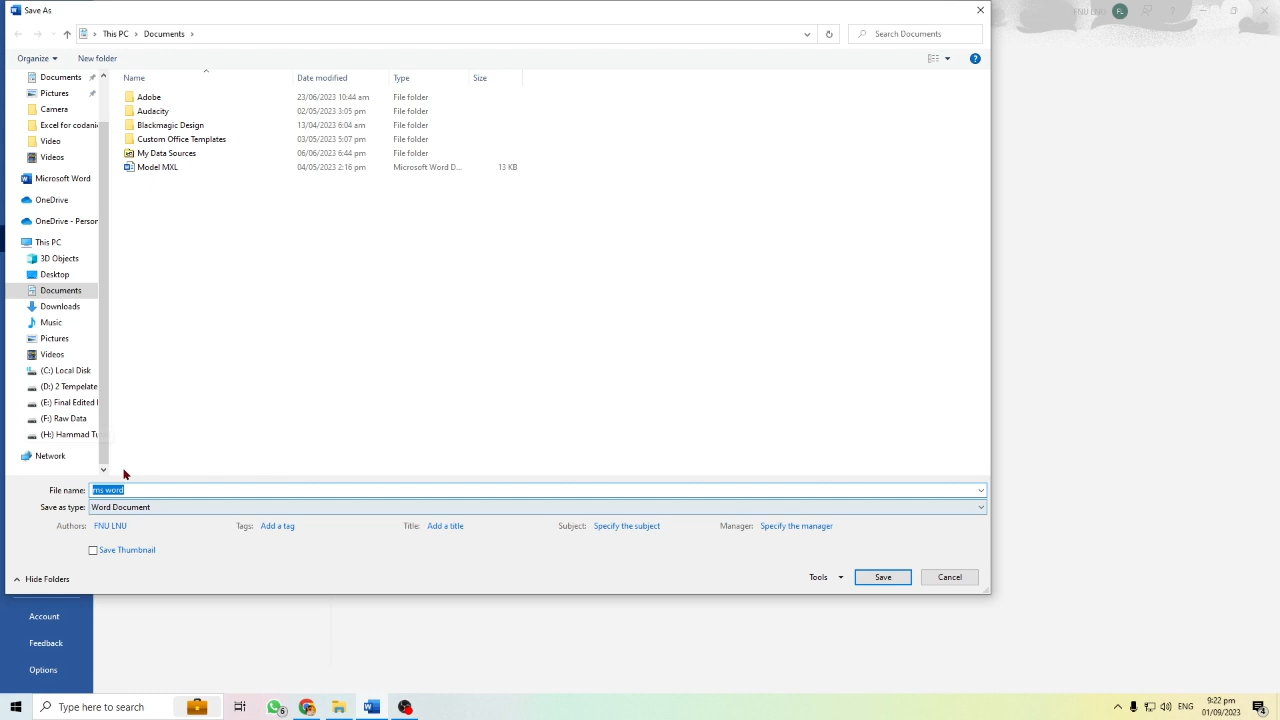 Save As
FNU LNU FL
This PC Documents
Search Documents
Organize New folder
Name Date modified Type Size
Documents
Pictures
Camera
Excel for codani
Video
Videos
Microsoft Word
OneDrive
OneDrive - Person
This PC
3D Objects
Desktop
Documents
Downloads
Music
Pictures
Videos
(C:) Local Disk
(D:) 2 Tempelate
(E:) Final Edited
(F:) Raw Data
(H:) Hammad Tu
Network
Adobe 23/06/2023 10:44 am File folder
Audacity 02/05/2023 3:05 pm File folder
Blackmagic Design 13/04/2023 6:04 am File folder
Custom Office Templates 03/05/2023 5:07 pm File folder
My Data Sources 06/06/2023 6:44 pm File folder
Model MXL 04/05/2023 2:16 pm Microsoft Word D... 13 KB
File name: ms word
Save as type: Word Document
Authors: FNU LNU Tags: Add a tag Title: Add a title Subject: Specify the subject Manager: Specify the manager
Save Thumbnail
Hide Folders
Tools Save Cancel
Account
Feedback
Options
Type here to search
6
ENG
9:22 pm
01/09/2023
4